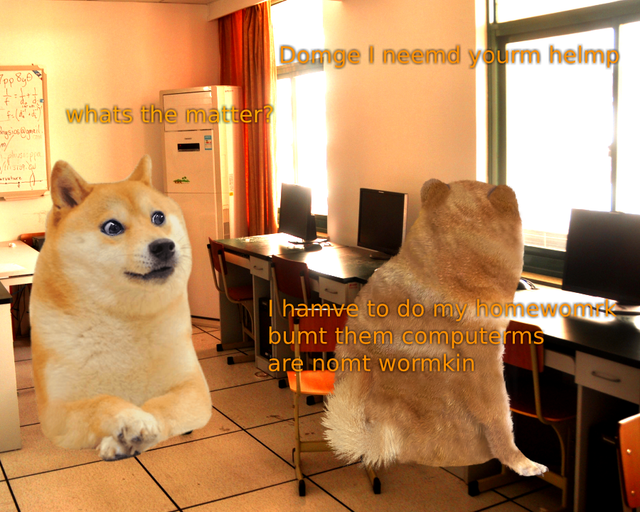 Domge I neemd yourm helmp
whats the matter?
I hamve to do my homewomrk
bumt them computerms
are nomt wormkin